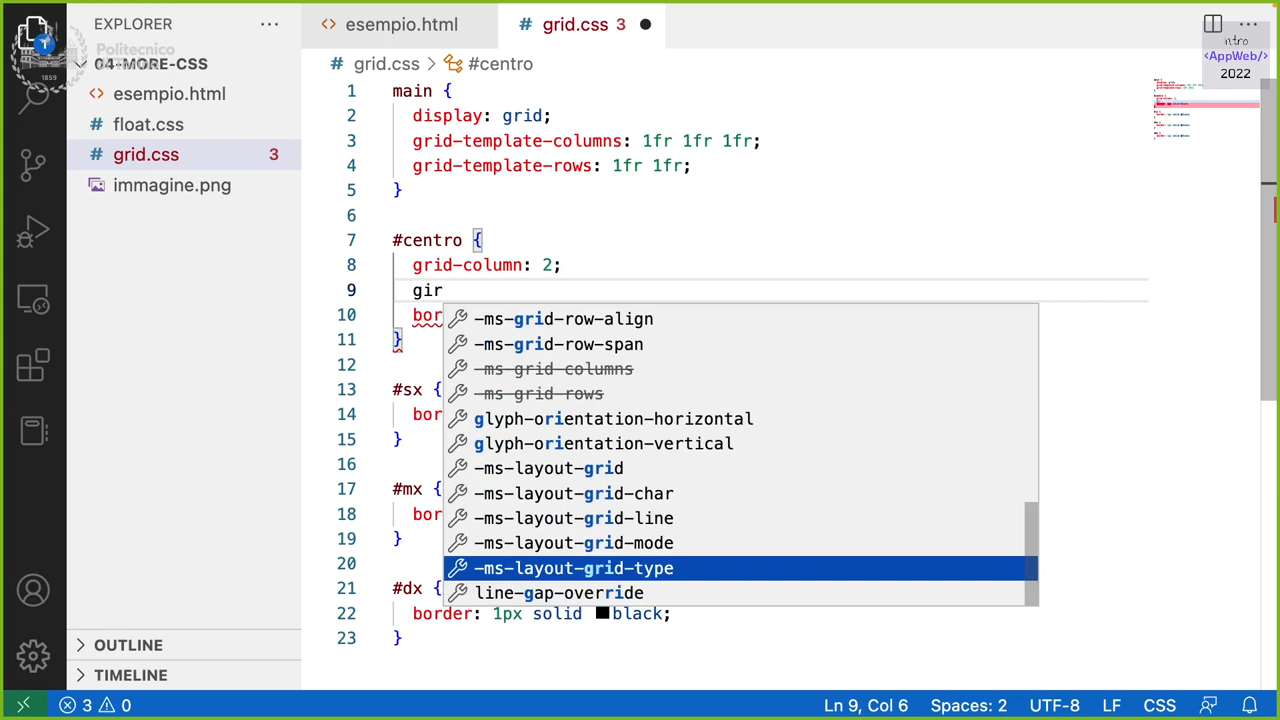 EXPLORER
Politecnico
1859
04-MORE-CSS
esempio.html
float.css
grid.css 3
immagine.png
OUTLINE
TIMELINE
esempio.html
grid.css 3
ntro
<AppWeb/>
2022
grid.css > #centro
1 main {
2 display: grid;
3 grid-template-columns: 1fr 1fr 1fr;
4 grid-template-rows: 1fr 1fr;
5 }
6
7 #centro {
8 grid-column: 2;
9 gir
10 bor
11 }
12
13 #sx {
14 bor
15 }
16
17 #mx {
18 bor
19 }
20
21 #dx {
22 border: 1px solid black;
23 }
-ms-grid-row-align
-ms-grid-row-span
-ms-grid-columns
-ms-grid-rows
glyph-orientation-horizontal
glyph-orientation-vertical
-ms-layout-grid
-ms-layout-grid-char
-ms-layout-grid-line
-ms-layout-grid-mode
-ms-layout-grid-type
line-gap-override
3 0 Ln 9, Col 6 Spaces: 2 UTF-8 LF CSS